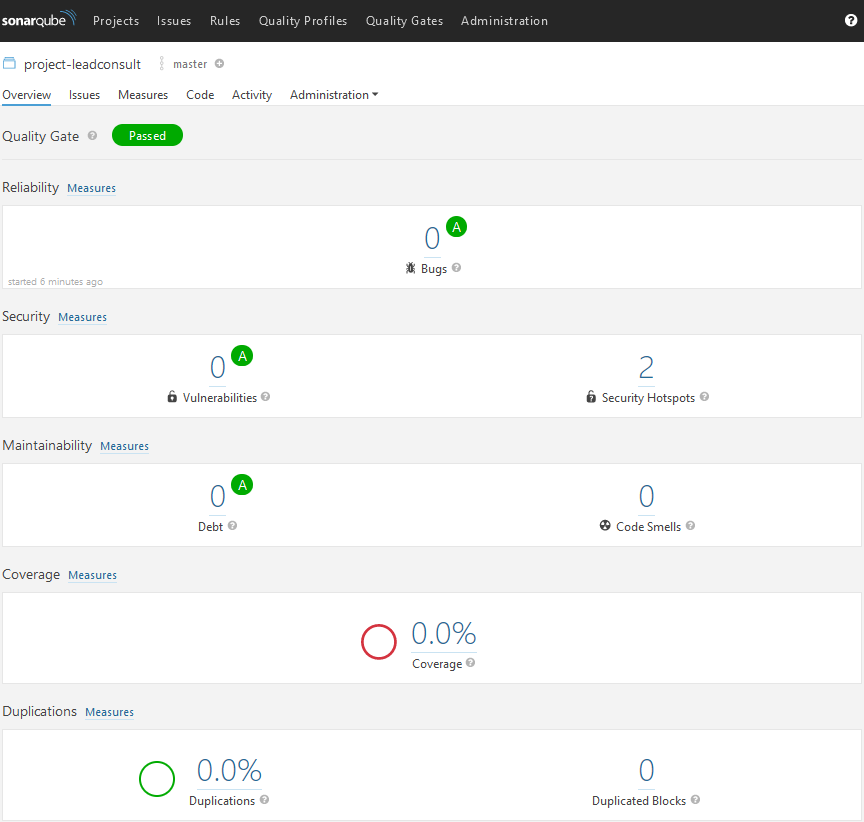 sonarqube Projects Issues Rules Quality Profiles Quality Gates Administration ?
project-leadconsult master
Overview Issues Measures Code Activity Administration
Quality Gate ? Passed
Reliability Measures
0 A
Bugs ?
started 6 minutes ago
Security Measures
0 A 2
Vulnerabilities ? Security Hotspots ?
Maintainability Measures
0 A 0
Debt ? Code Smells ?
Coverage Measures
0.0%
Coverage ?
Duplications Measures
0.0% 0
Duplications ? Duplicated Blocks ?